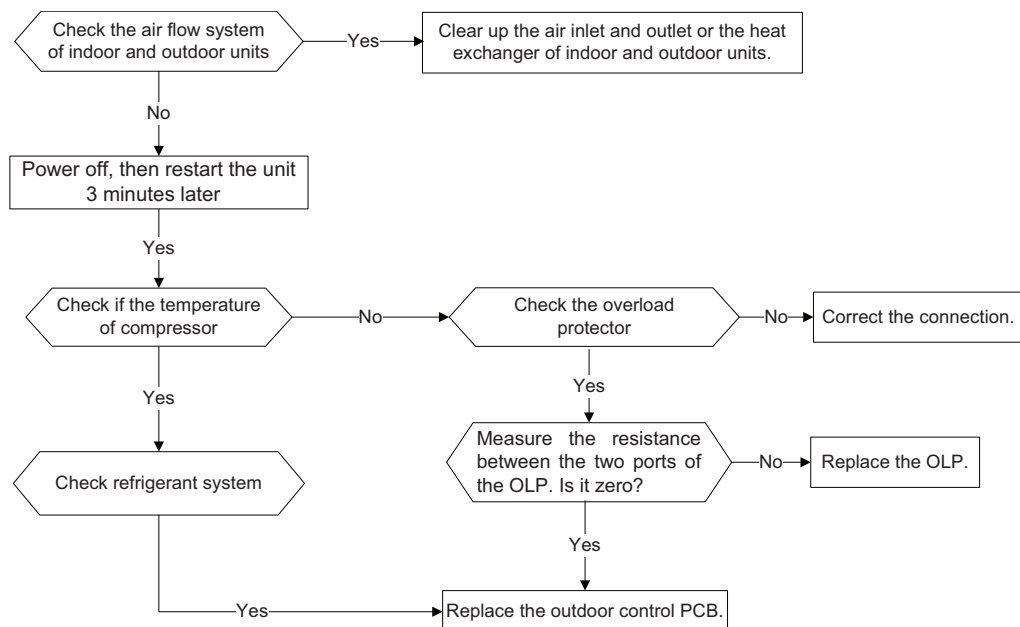 Check the air flow system
of indoor and outdoor units
Yes
Clear up the air inlet and outlet or the heat
exchanger of indoor and outdoor units.
No
Power off, then restart the unit
3 minutes later
Yes
Check if the temperature
of compressor
No
Check the overload
protector
No
Correct the connection.
Yes
Yes
Measure the resistance
between the two ports of
the OLP. Is it zero?
No
Replace the OLP.
Check refrigerant system
Yes
Yes
Replace the outdoor control PCB.